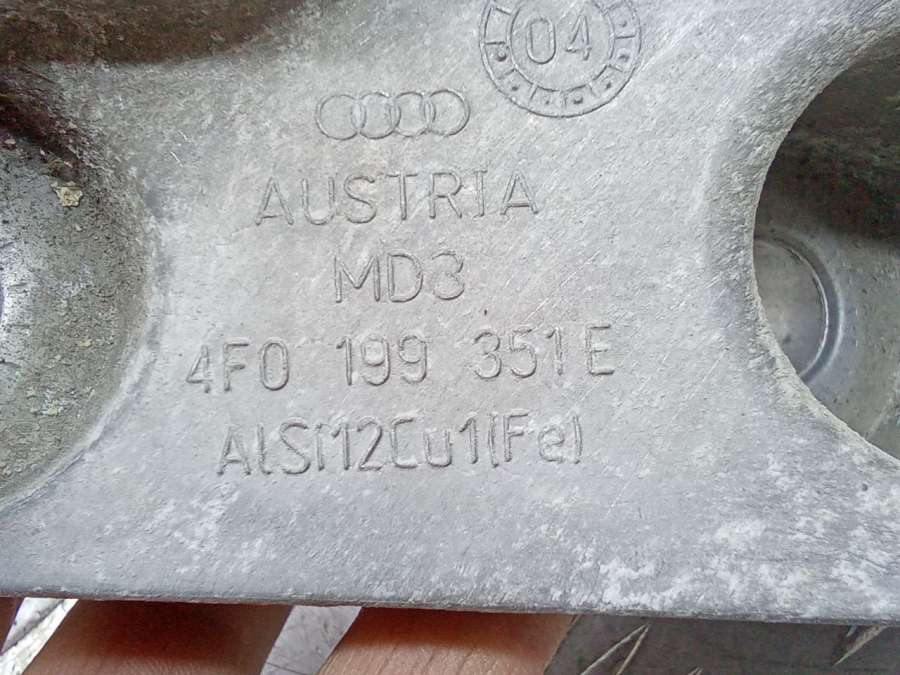 04
AUSTRIA
MD3
4F0 199 351 E
AlSi12Cu1(Fe)